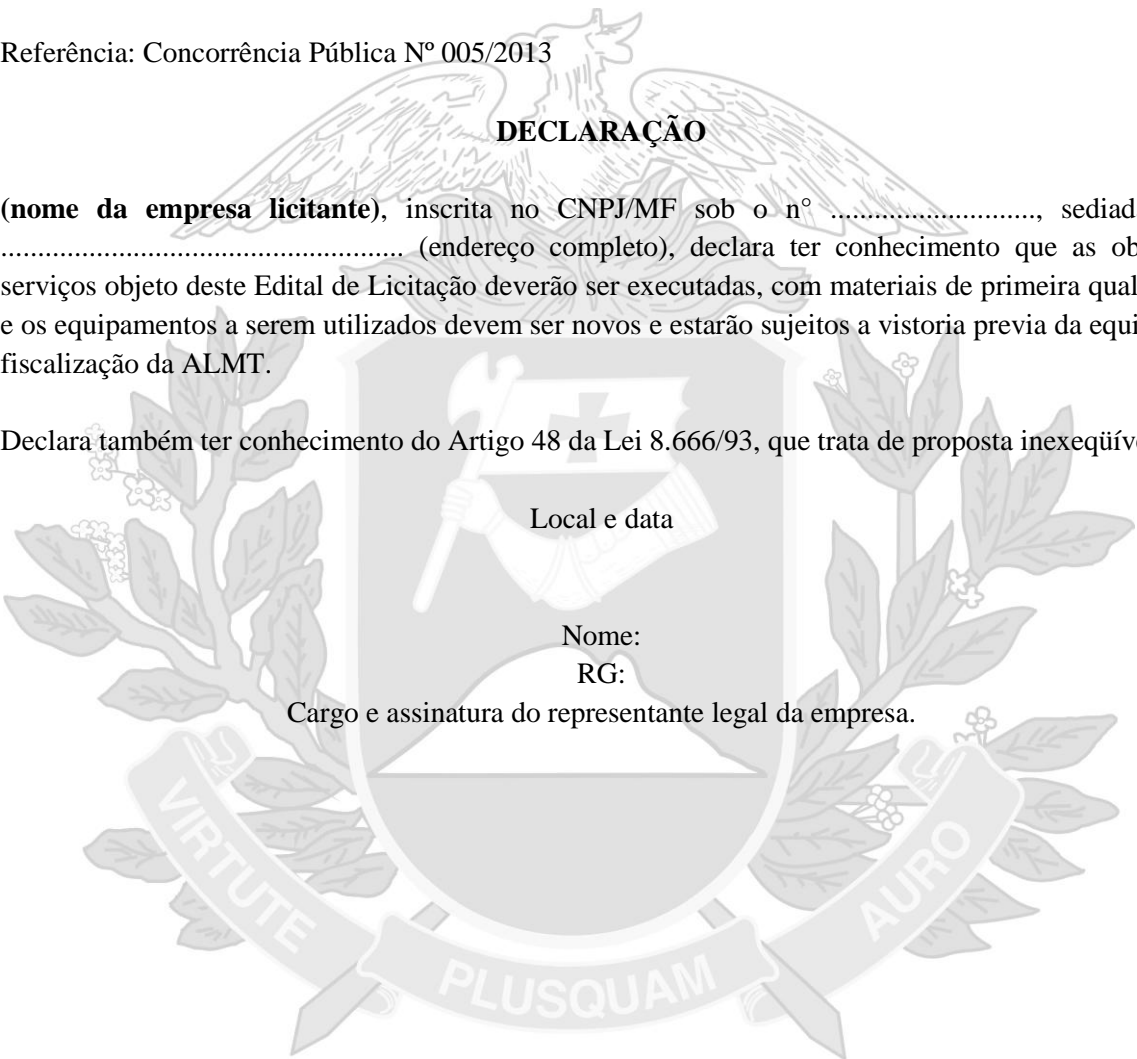 Referência: Concorrência Pública Nº 005/2013
DECLARAÇÃO
(nome da empresa licitante), inscrita no CNPJ/MF sob o n° ............................, sediad
....................................................... (endereço completo), declara ter conhecimento que as ob
serviços objeto deste Edital de Licitação deverão ser executadas, com materiais de primeira qual
e os equipamentos a serem utilizados devem ser novos e estarão sujeitos a vistoria previa da equi
fiscalização da ALMT.
Declara também ter conhecimento do Artigo 48 da Lei 8.666/93, que trata de proposta inexeqüív
Local e data
Nome:
RG:
Cargo e assinatura do representante legal da empresa.
VIRTUTE
PLUSQUAM
AURO